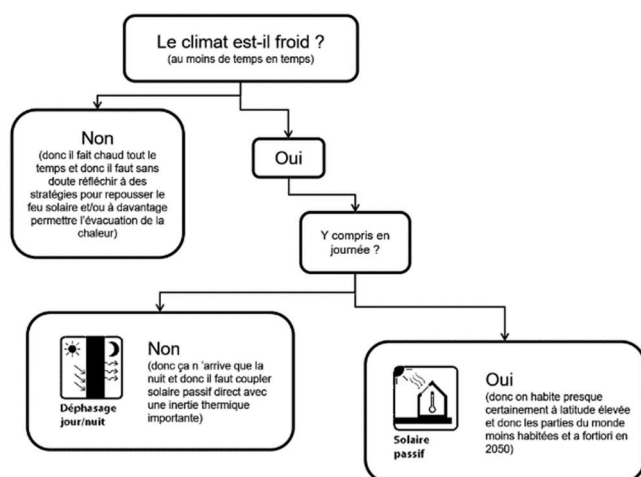 Le climat est-il froid ?
(au moins de temps en temps)
Non
(donc il fait chaud tout le
temps et donc il faut sans
doute réfléchir à des
stratégies pour repousser le
feu solaire et/ou à davantage
permettre l'évacuation de la
chaleur)
Oui
Y compris en
journée ?
Non
(donc ça n 'arrive que la
nuit et donc il faut coupler
solaire passif direct avec
une inertie thermique
importante)
Déphasage
jour/nuit
Oui
(donc on habite presque
certainement à latitude élevée
et donc les parties du monde
moins habitées et a fortiori en
2050)
Solaire
passif